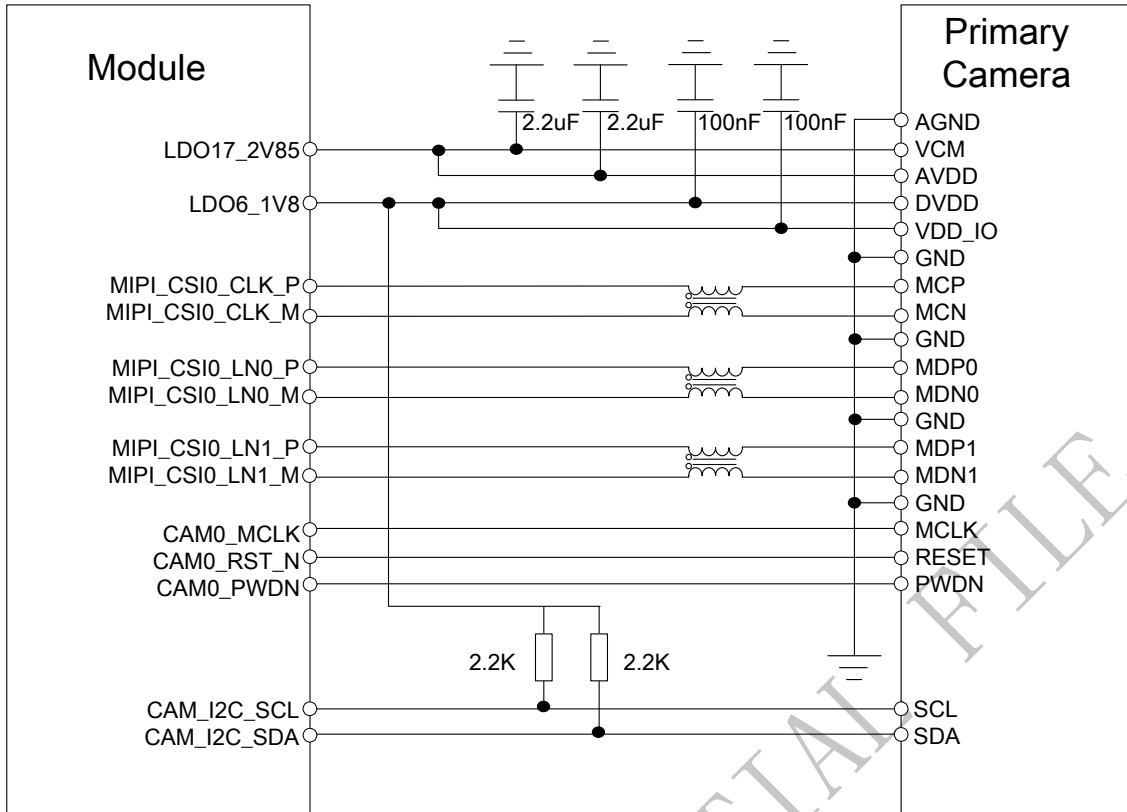 Module
Primary
Camera
2.2uF
2.2uF
100nF
100nF
LDO17_2V85
LDO6_1V8
MIPI_CSI0_CLK_P
MIPI_CSI0_CLK_M
MIPI_CSI0_LN0_P
MIPI_CSI0_LN0_M
MIPI_CSI0_LN1_P
MIPI_CSI0_LN1_M
CAM0_MCLK
CAM0_RST_N
CAM0_PWDN
2.2K
2.2K
CAM_I2C_SCL
CAM_I2C_SDA
AGND
VCM
AVDD
DVDD
VDD_IO
GND
MCP
MCN
GND
MDP0
MDN0
GND
MDP1
MDN1
GND
MCLK
RESET
PWDN
SCL
SDA
FILE